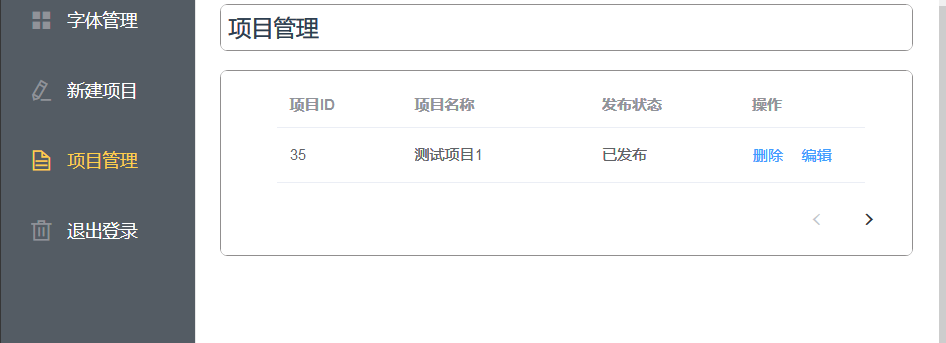 字体管理
新建项目
项目管理
退出登录
项目管理
项目ID 项目名称 发布状态 操作
35 测试项目1 已发布 删除 编辑